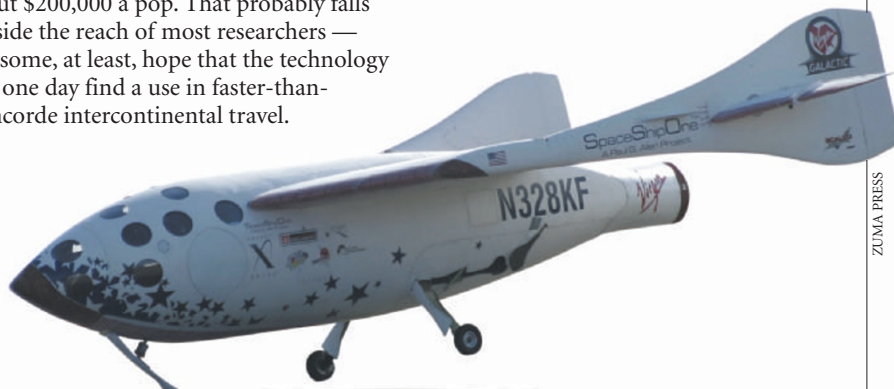 ut $200,000 a pop. That probably falls
side the reach of most researchers —
some, at least, hope that the technology
one day find a use in faster-than-
ncorde intercontinental travel.
GALACTIC
SpaceShipOne
A Paul G. Allen Project
N328KF
Virgin
X
ZUMA PRESS